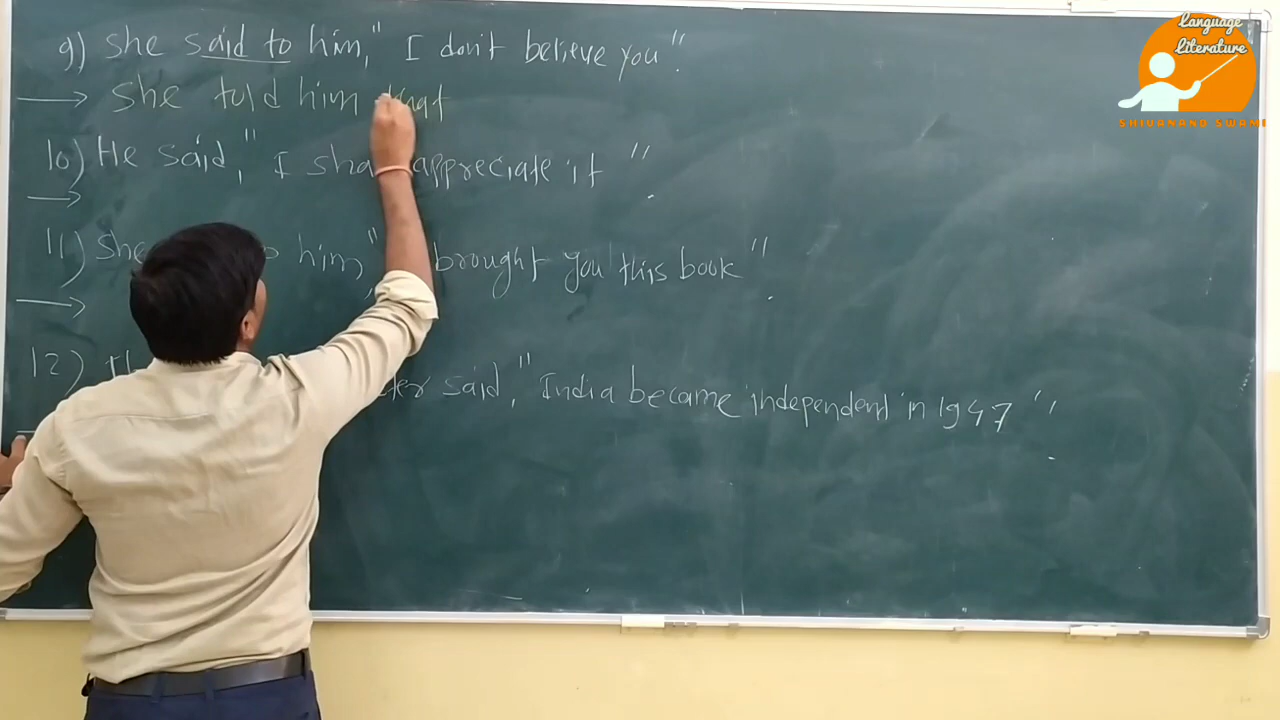 Language
Literature
SHIVANAND SWAMI
9) She said to him," I don't believe you".
→ She told him that
10) He said," I sha appreciate it ".
→
11) She him," brought you this book".
→
12) said," India became independent in 1947 ".